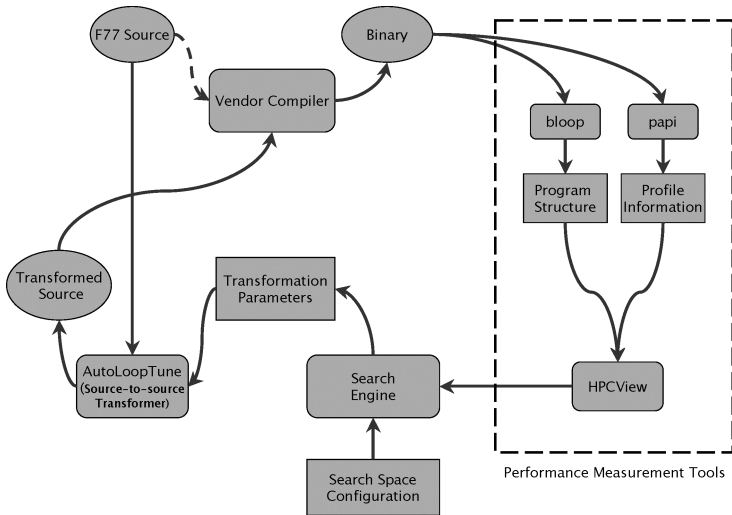 F77 Source
Binary
Vendor Compiler
bloop
papi
Program
Structure
Profile
Information
Transformed
Source
Transformation
Parameters
AutoLoopTune
(Source-to-source
Transformer)
Search
Engine
HPCView
Search Space
Configuration
Performance Measurement Tools